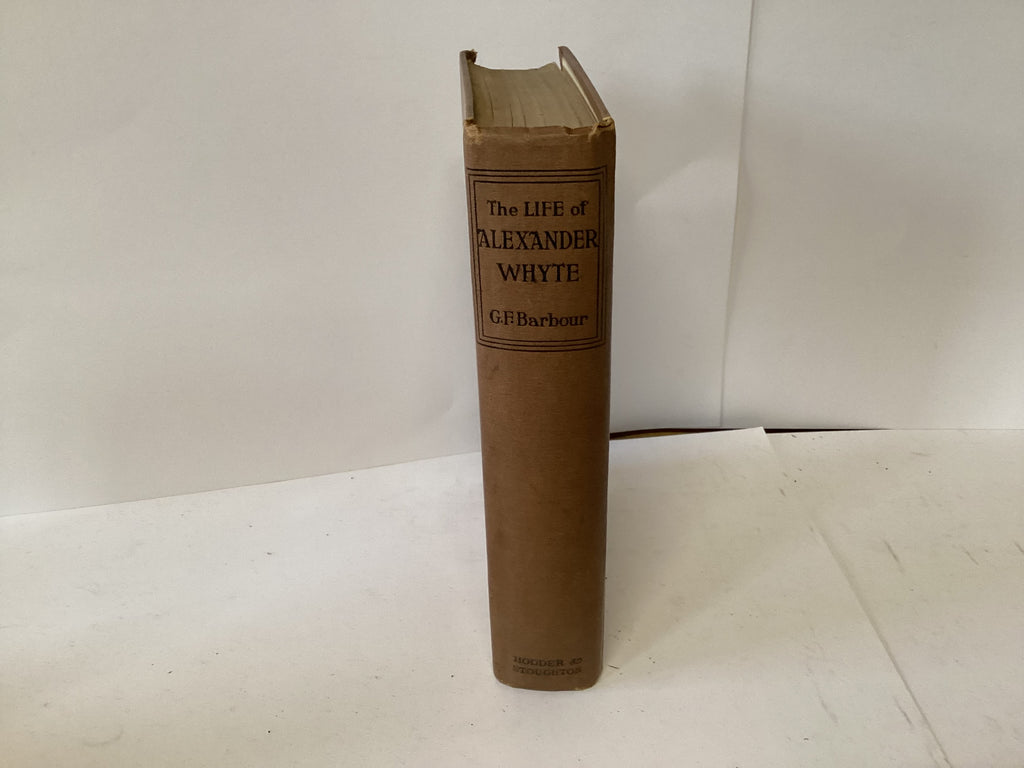 The LIFE of
ALEXANDER
WHYTE
G.F. Barbour
HODDER &
STOUGHTON